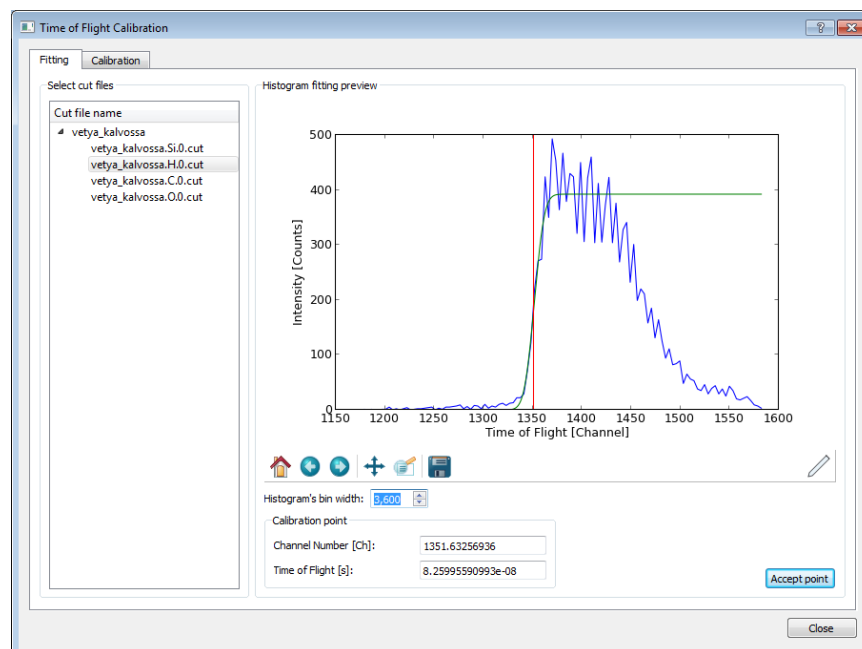 Time of Flight Calibration
Fitting
Calibration
Select cut files
Cut file name
vetya_kalvossa
vetya_kalvossa.Si.0.cut
vetya_kalvossa.H.0.cut
vetya_kalvossa.C.0.cut
vetya_kalvossa.O.0.cut
Histogram fitting preview
500
400
300
200
100
0
Intensity [Counts]
1150 1200 1250 1300 1350 1400 1450 1500 1550 1600
Time of Flight [Channel]
Histogram's bin width: 3,600
Calibration point
Channel Number [Ch]: 1351.63256936
Time of Flight [s]: 8.25995590993e-08
Accept point
Close